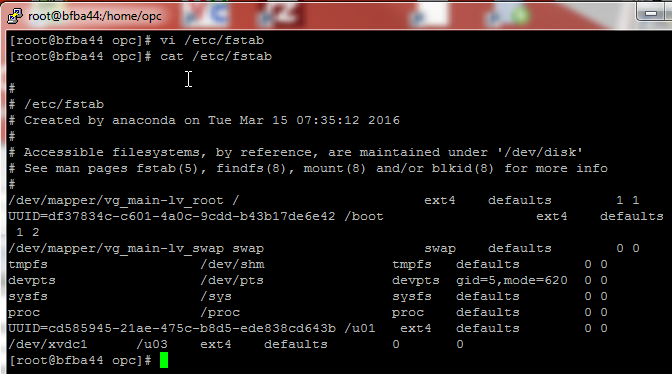 root@bfba44:/home/opc
[root@bfba44 opc]# vi /etc/fstab
[root@bfba44 opc]# cat /etc/fstab
#
# /etc/fstab
# Created by anaconda on Tue Mar 15 07:35:12 2016
#
# Accessible filesystems, by reference, are maintained under '/dev/disk'
# See man pages fstab(5), findfs(8), mount(8) and/or blkid(8) for more info
#
/dev/mapper/vg_main-lv_root / ext4 defaults 1 1
UUID=df37834c-c601-4a0c-9cdd-b43b17de6e42 /boot ext4 defaults
1 2
/dev/mapper/vg_main-lv_swap swap swap defaults 0 0
tmpfs /dev/shm tmpfs defaults 0 0
devpts /dev/pts devpts gid=5,mode=620 0 0
sysfs /sys sysfs defaults 0 0
proc /proc proc defaults 0 0
UUID=cd585945-21ae-475c-b8d5-ede838cd643b /u01 ext4 defaults 0 0
/dev/xvdc1 /u03 ext4 defaults 0 0
[root@bfba44 opc]#